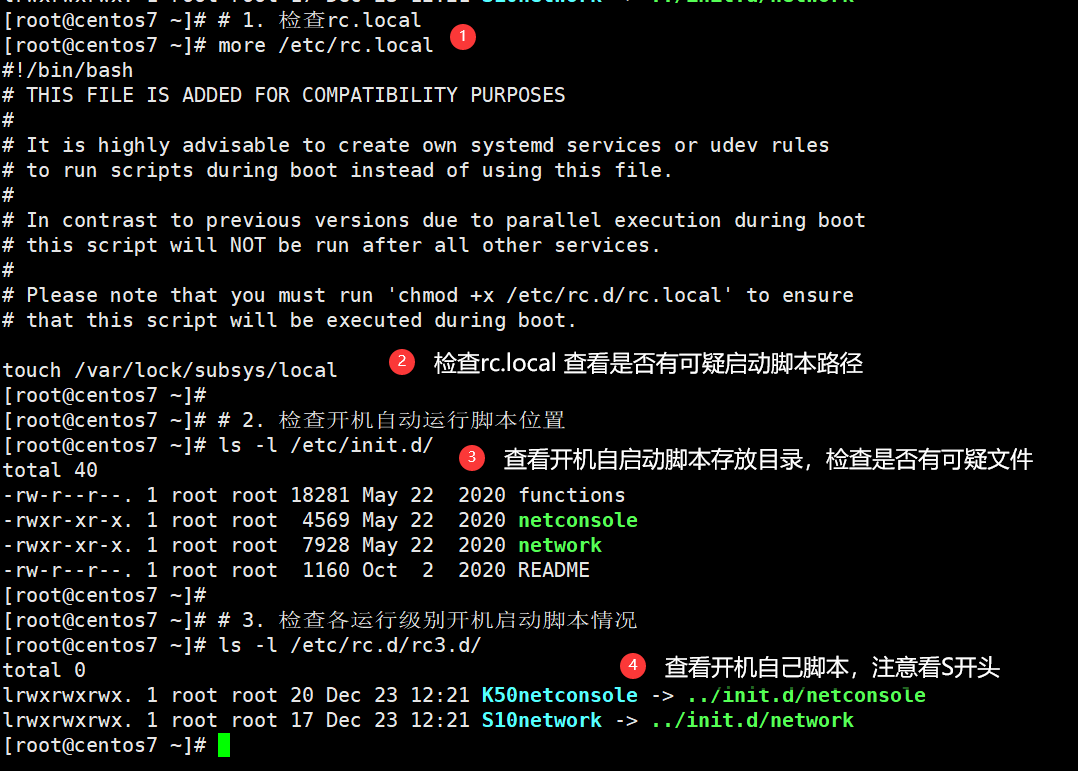 lrwxrwxrwx. 1 root root 17 Dec 23 12:21 S10network -> ../init.d/network
[root@centos7 ~]# # 1. 检查rc.local
[root@centos7 ~]# more /etc/rc.local 1
#!/bin/bash
# THIS FILE IS ADDED FOR COMPATIBILITY PURPOSES
#
# It is highly advisable to create own systemd services or udev rules
# to run scripts during boot instead of using this file.
#
# In contrast to previous versions due to parallel execution during boot
# this script will NOT be run after all other services.
#
# Please note that you must run 'chmod +x /etc/rc.d/rc.local' to ensure
# that this script will be executed during boot.
touch /var/lock/subsys/local 2 检查rc.local 查看是否有可疑启动脚本路径
[root@centos7 ~]#
[root@centos7 ~]# # 2. 检查开机自动运行脚本位置
[root@centos7 ~]# ls -l /etc/init.d/ 3 查看开机自启动脚本存放目录，检查是否有可疑文件
total 40
-rw-r--r--. 1 root root 18281 May 22  2020 functions
-rwxr-xr-x. 1 root root  4569 May 22  2020 netconsole
-rwxr-xr-x. 1 root root  7928 May 22  2020 network
-rw-r--r--. 1 root root  1160 Oct  2  2020 README
[root@centos7 ~]#
[root@centos7 ~]# # 3. 检查各运行级别开机启动脚本情况
[root@centos7 ~]# ls -l /etc/rc.d/rc3.d/
total 0 4 查看开机自己脚本，注意看S开头
lrwxrwxrwx. 1 root root 20 Dec 23 12:21 K50netconsole -> ../init.d/netconsole
lrwxrwxrwx. 1 root root 17 Dec 23 12:21 S10network -> ../init.d/network
[root@centos7 ~]#